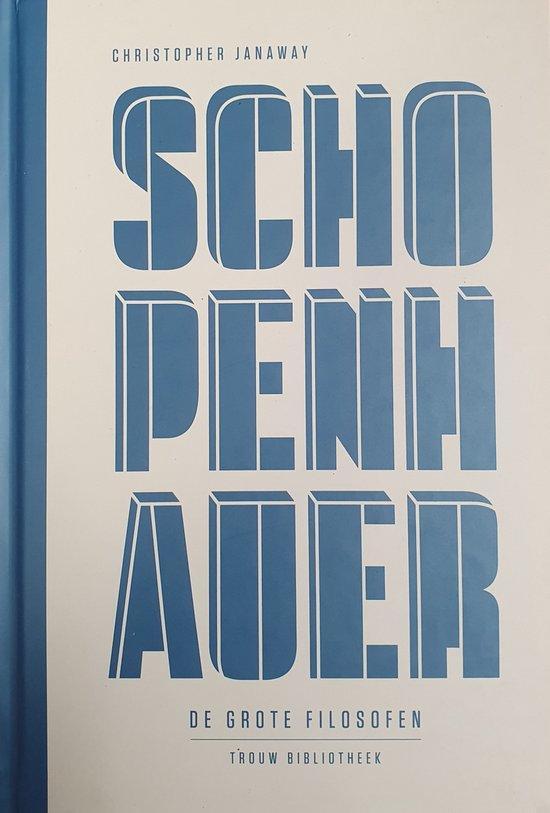 CHRISTOPHER JANAWAY
SCHO
PENH
AUER
DE GROTE FILOSOFEN
TROUW BIBLIOTHEEK